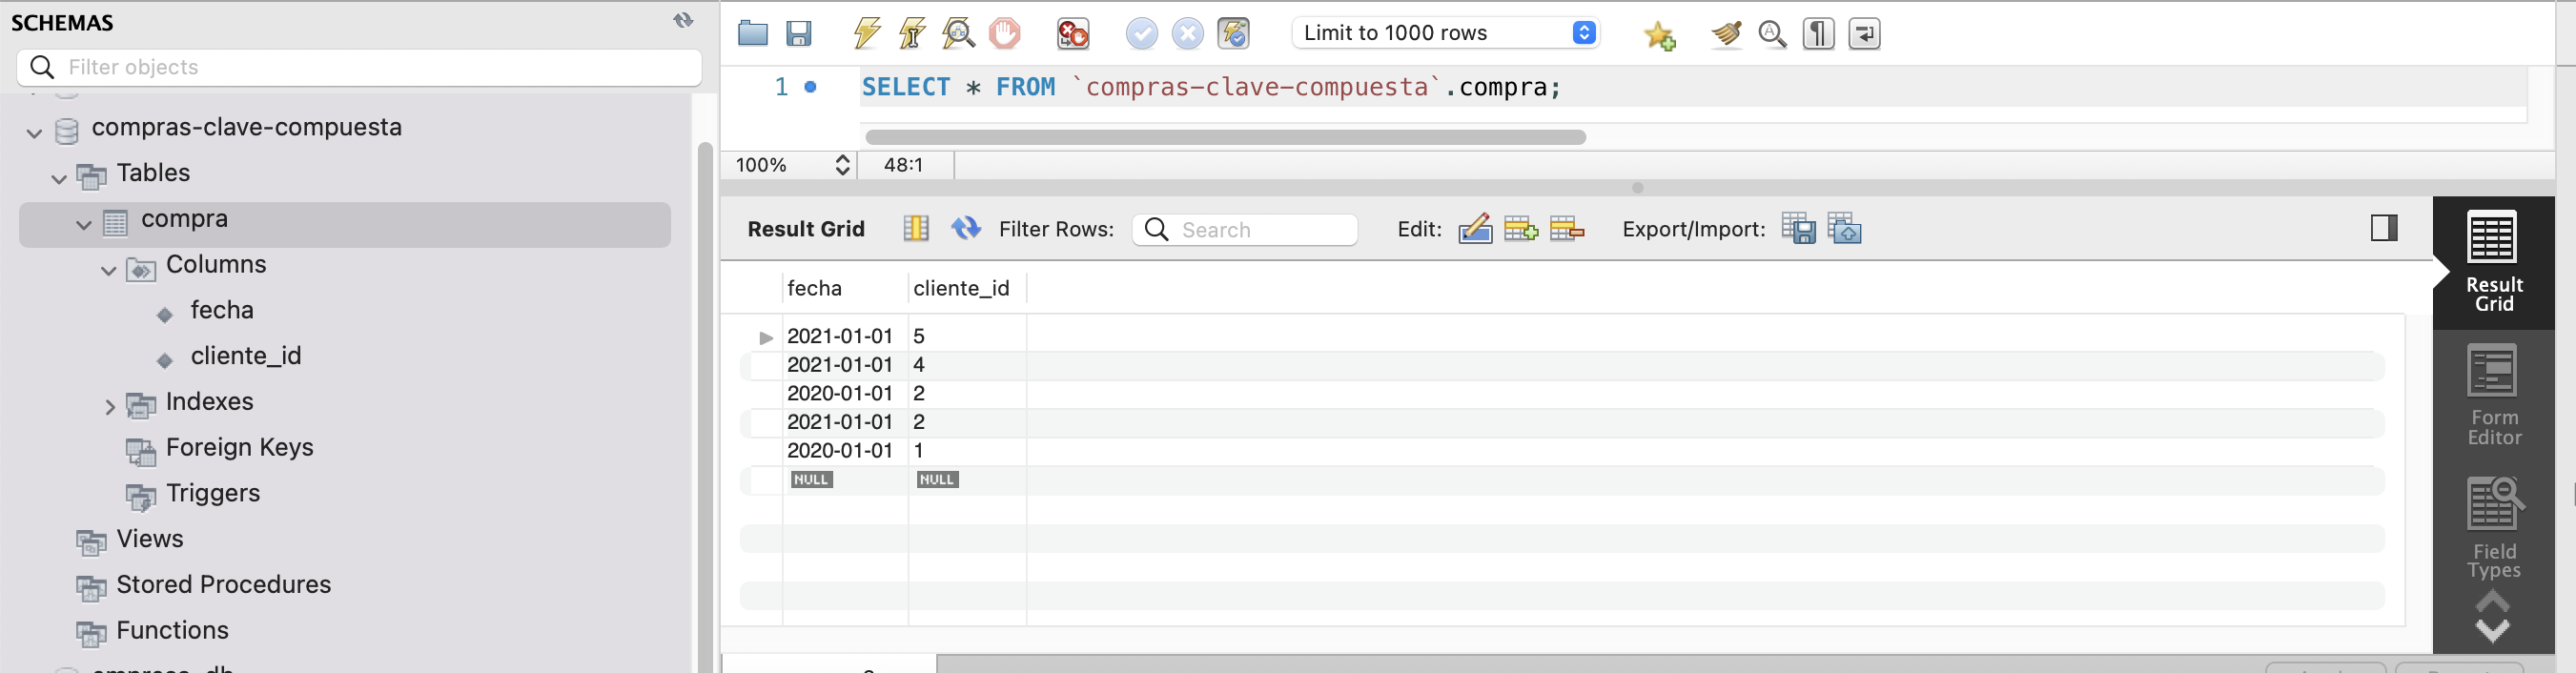 SCHEMAS
Filter objects
compras-clave-compuesta
Tables
compra
Columns
fecha
cliente_id
Indexes
Foreign Keys
Triggers
Views
Stored Procedures
Functions
Limit to 1000 rows
1 SELECT * FROM `compras-clave-compuesta`.compra;
100% 48:1
Result Grid Filter Rows: Search Edit: Export/Import:
fecha cliente_id
2021-01-01 5
2021-01-01 4
2020-01-01 2
2021-01-01 2
2020-01-01 1
NULL NULL
Result
Grid
Form
Editor
Field
Types